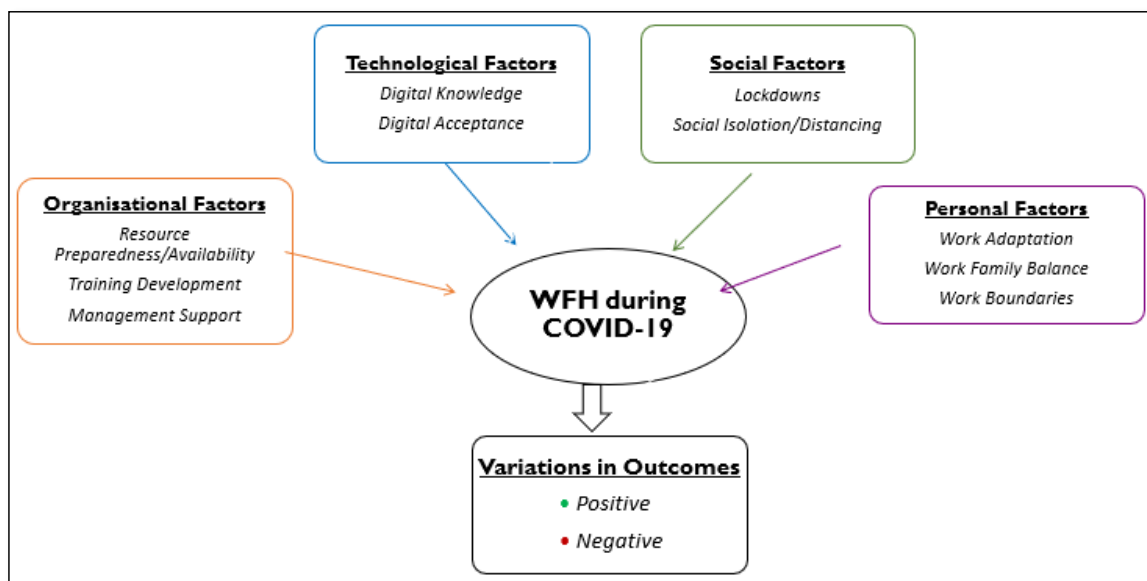 Technological Factors
Digital Knowledge
Digital Acceptance
Social Factors
Lockdowns
Social Isolation/Distancing
Organisational Factors
Resource
Preparedness/Availability
Training Development
Management Support
Personal Factors
Work Adaptation
Work Family Balance
Work Boundaries
WFH during
COVID-19
Variations in Outcomes
• Positive
• Negative